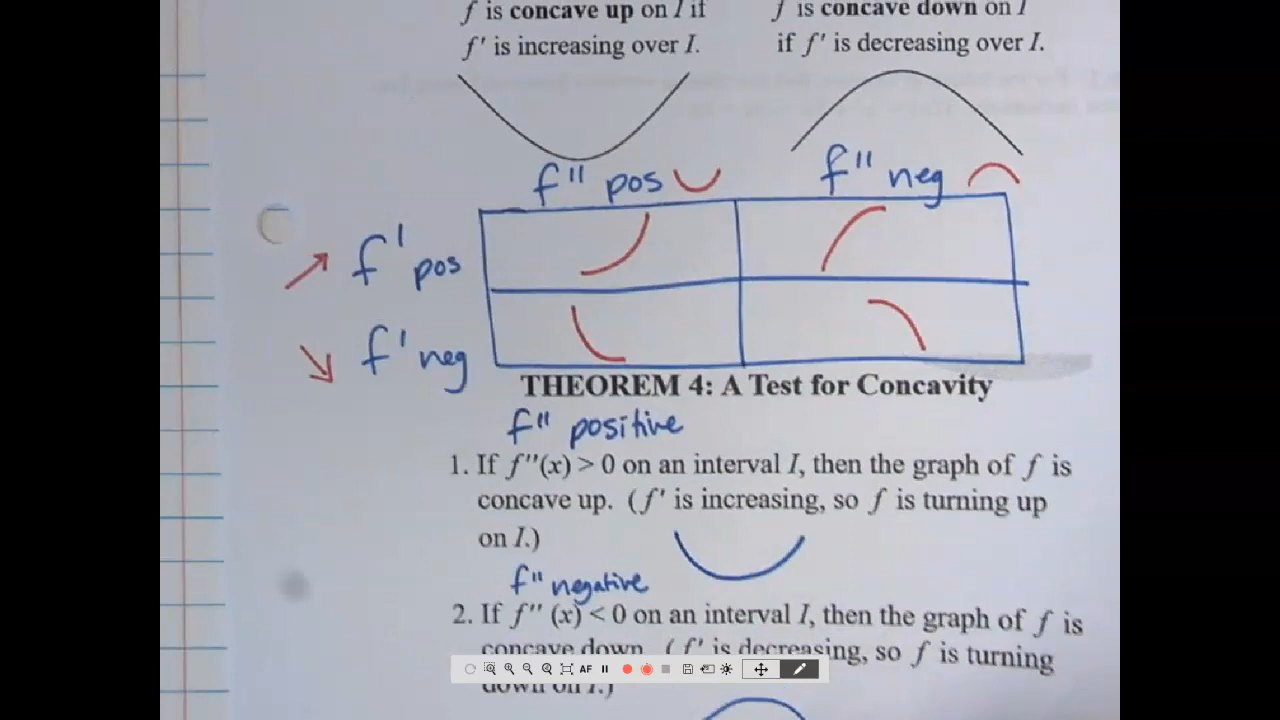 f is concave up on I if
f' is increasing over I.
f is concave down on I
if f' is decreasing over I.
f" pos
f" neg
f' pos
f' neg
THEOREM 4: A Test for Concavity
f" positive
1. If f"(x) > 0 on an interval I, then the graph of f is
concave up. (f' is increasing, so f is turning up
on I.)
f" negative
2. If f" (x) < 0 on an interval I, then the graph of f is
concave down. (f' is decreasing, so f is turning
down on I.)
AF